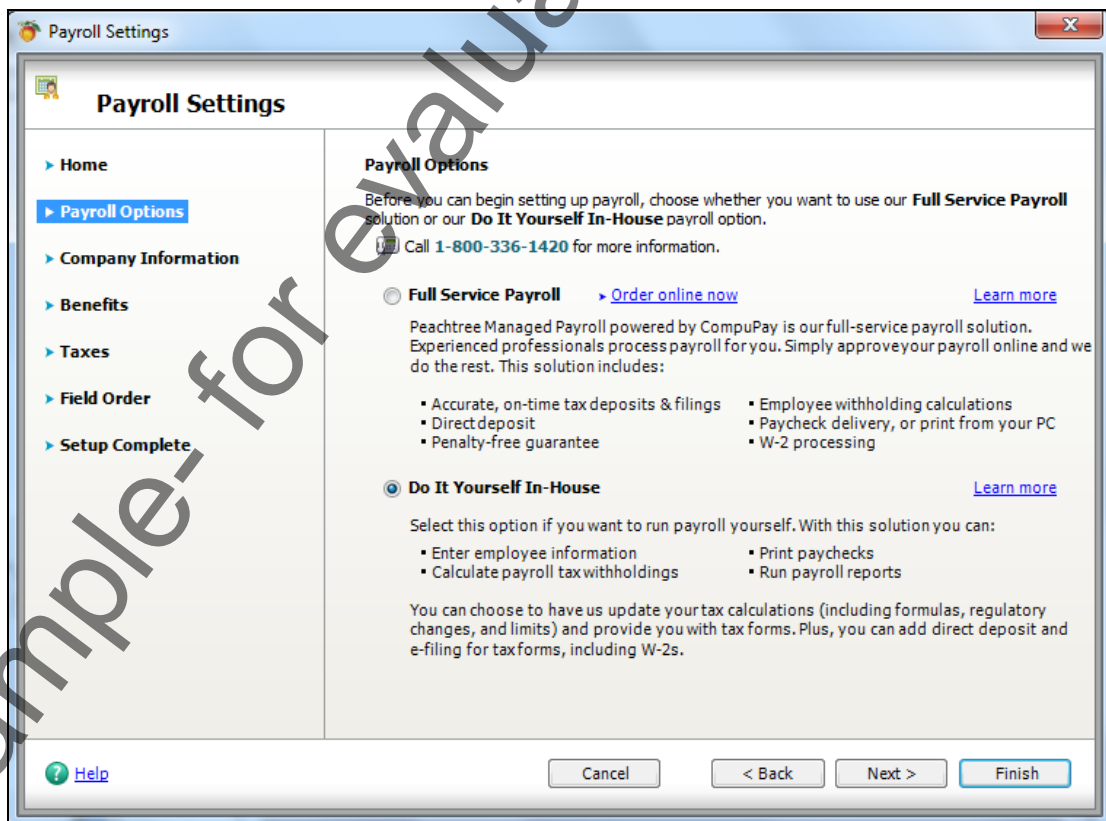 Payroll Settings
Payroll Settings
Home
Payroll Options
Company Information
Benefits
Taxes
Field Order
Setup Complete
Payroll Options
Before you can begin setting up payroll, choose whether you want to use our Full Service Payroll
solution or our Do It Yourself In-House payroll option.
Call 1-800-336-1420 for more information.
Full Service Payroll Order online now Learn more
Peachtree Managed Payroll powered by CompuPay is our full-service payroll solution.
Experienced professionals process payroll for you. Simply approve your payroll online and we
do the rest. This solution includes:
▪ Accurate, on-time tax deposits & filings ▪ Employee withholding calculations
▪ Direct deposit ▪ Paycheck delivery, or print from your PC
▪ Penalty-free guarantee ▪ W-2 processing
Do It Yourself In-House Learn more
Select this option if you want to run payroll yourself. With this solution you can:
▪ Enter employee information ▪ Print paychecks
▪ Calculate payroll tax withholdings ▪ Run payroll reports
You can choose to have us update your tax calculations (including formulas, regulatory
changes, and limits) and provide you with tax forms. Plus, you can add direct deposit and
e-filing for tax forms, including W-2s.
? Help Cancel < Back Next > Finish
mple- for evalua